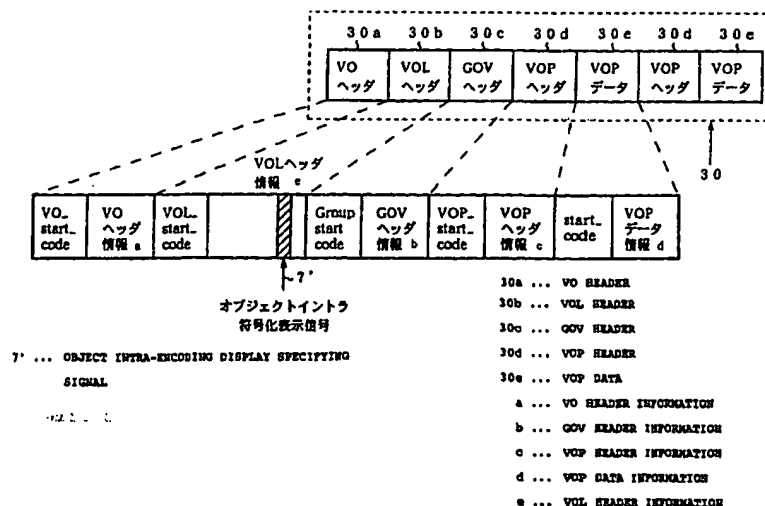 30a 30b 30c 30d 30e 30d 30e
VO ヘッダ
VOL ヘッダ
GOV ヘッダ
VOP ヘッダ
VOP データ
VOP ヘッダ
VOP データ
30
VOLヘッダ
情報 e
VO_ start_ code
VO ヘッダ 情報 a
VOL_ start_ code
Group start code
GOV ヘッダ 情報 b
VOP_ start_ code
VOP ヘッダ 情報 c
start_ code
VOP データ 情報 d
7'
オブジェクトイントラ
符号化表示信号
7' ... OBJECT INTRA-ENCODING DISPLAY SPECIFYING
SIGNAL
30a ... VO HEADER
30b ... VOL HEADER
30c ... GOV HEADER
30d ... VOP HEADER
30e ... VOP DATA
a ... VO HEADER INFORMATION
b ... GOV HEADER INFORMATION
c ... VOP HEADER INFORMATION
d ... VOP DATA INFORMATION
e ... VOL HEADER INFORMATION